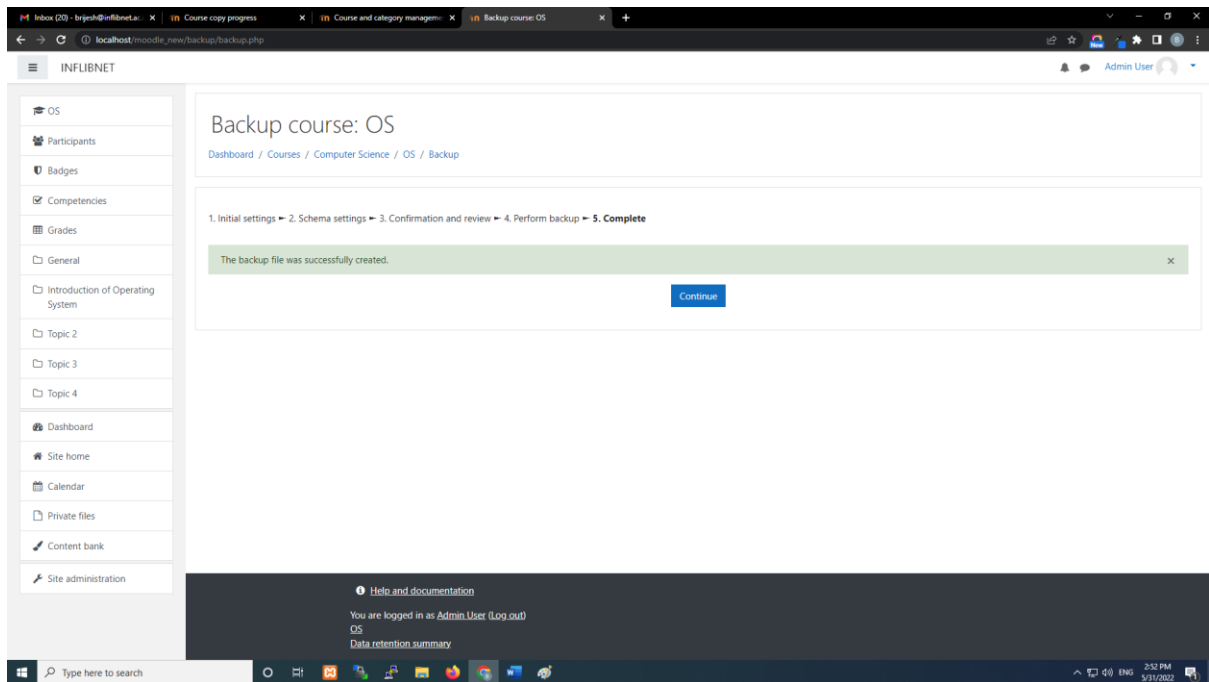 Inbox (20) - brijesh@inflibnet.ac. Course copy progress Course and category manageme Backup course: OS
localhost/moodle_new/backup/backup.php
New
B
INFLIBNET
Admin User
OS
Participants
Badges
Competencies
Grades
General
Introduction of Operating
System
Topic 2
Topic 3
Topic 4
Dashboard
Site home
Calendar
Private files
Content bank
Site administration
Backup course: OS
Dashboard / Courses / Computer Science / OS / Backup
1. Initial settings ► 2. Schema settings ► 3. Confirmation and review ► 4. Perform backup ► 5. Complete
The backup file was successfully created.
Continue
Help and documentation
You are logged in as Admin User (Log out)
OS
Data retention summary
Type here to search
ENG
2:52 PM
5/31/2022